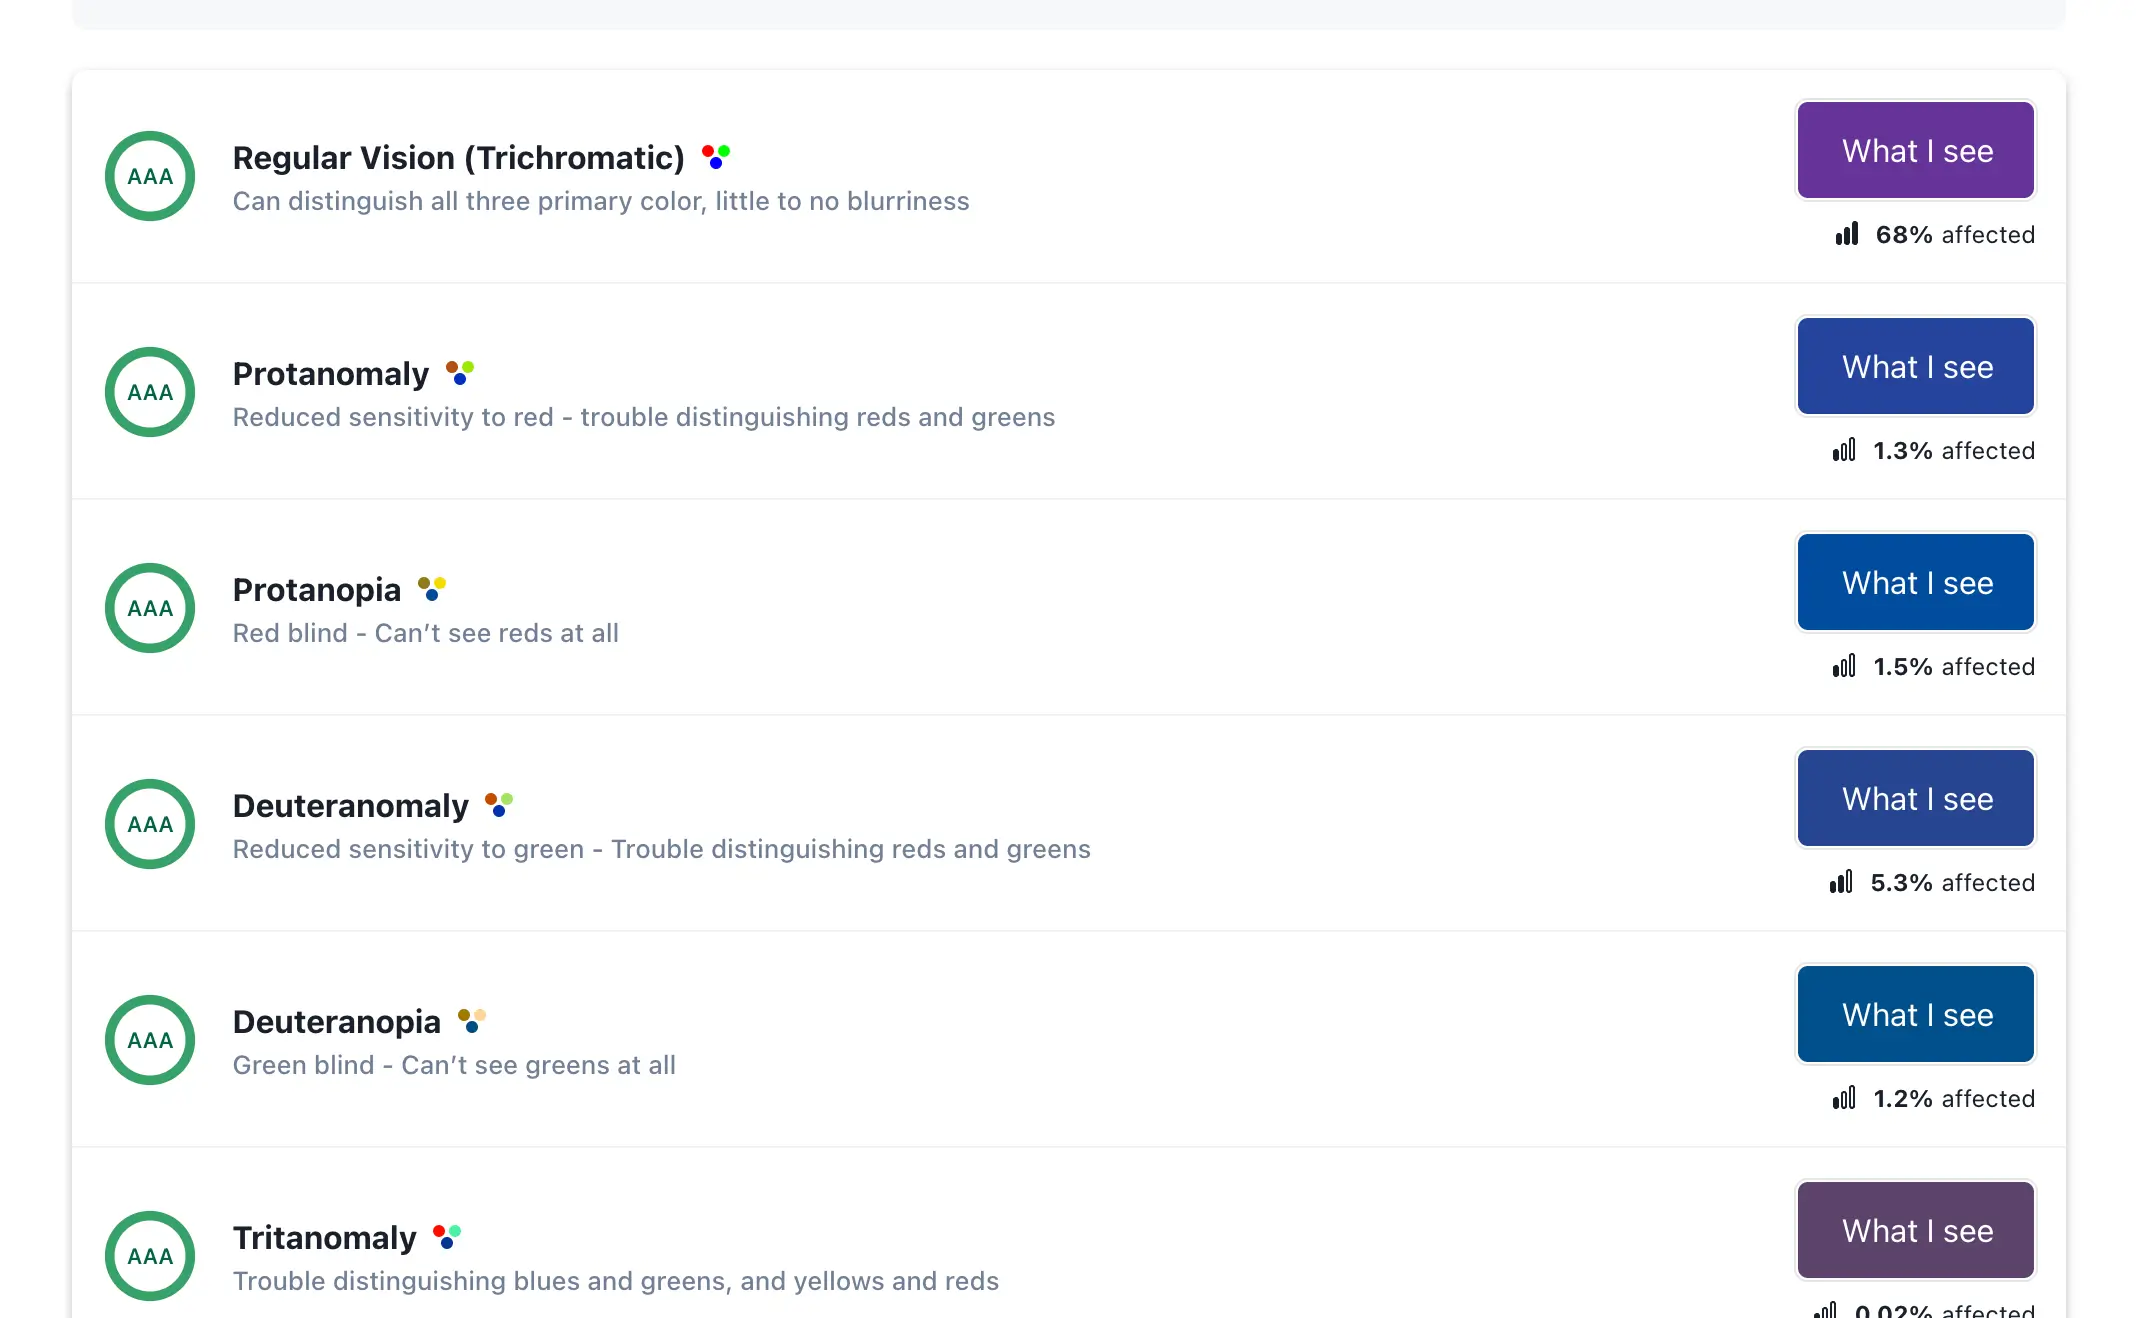 AAA
Regular Vision (Trichromatic)
Can distinguish all three primary color, little to no blurriness
What I see
68% affected
AAA
Protanomaly
Reduced sensitivity to red - trouble distinguishing reds and greens
What I see
1.3% affected
AAA
Protanopia
Red blind - Can’t see reds at all
What I see
1.5% affected
AAA
Deuteranomaly
Reduced sensitivity to green - Trouble distinguishing reds and greens
What I see
5.3% affected
AAA
Deuteranopia
Green blind - Can’t see greens at all
What I see
1.2% affected
AAA
Tritanomaly
Trouble distinguishing blues and greens, and yellows and reds
What I see
0.02% affected